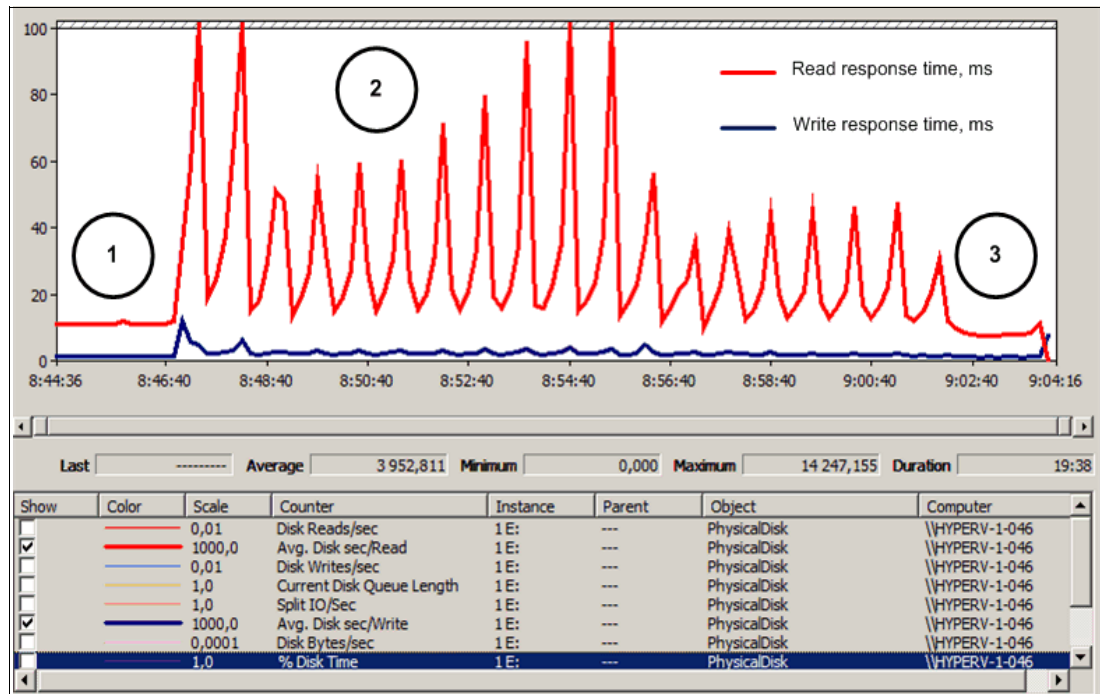 100
80
60
40
20
0
1
2
3
Read response time, ms
Write response time, ms
8:44:36 8:46:40 8:48:40 8:50:40 8:52:40 8:54:40 8:56:40 8:58:40 9:00:40 9:02:40 9:04:16
Last --------- Average 3 952,811 Minimum 0,000 Maximum 14 247,155 Duration 19:38
Show Color Scale Counter Instance Parent Object Computer
0,01 Disk Reads/sec 1 E: --- PhysicalDisk \\HYPERV-1-046
1000,0 Avg. Disk sec/Read 1 E: --- PhysicalDisk \\HYPERV-1-046
0,01 Disk Writes/sec 1 E: --- PhysicalDisk \\HYPERV-1-046
1,0 Current Disk Queue Length 1 E: --- PhysicalDisk \\HYPERV-1-046
1,0 Split IO/Sec 1 E: --- PhysicalDisk \\HYPERV-1-046
1000,0 Avg. Disk sec/Write 1 E: --- PhysicalDisk \\HYPERV-1-046
0,0001 Disk Bytes/sec 1 E: --- PhysicalDisk \\HYPERV-1-046
1,0 % Disk Time 1 E: --- PhysicalDisk \\HYPERV-1-046